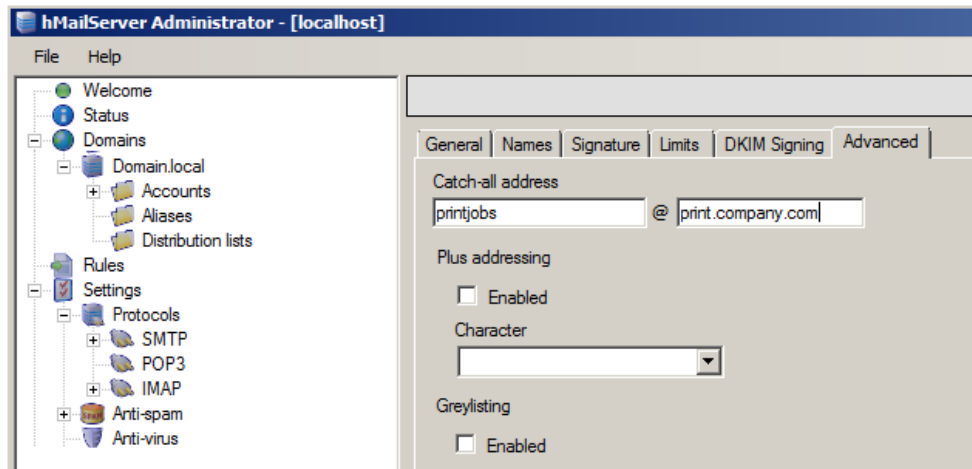 hMailServer Administrator - [localhost]
File Help
Welcome
Status
Domains
Domain.local
Accounts
Aliases
Distribution lists
Rules
Settings
Protocols
SMTP
POP3
IMAP
Anti-spam
Anti-virus
General Names Signature Limits DKIM Signing Advanced
Catch-all address
printjobs @ print.company.com
Plus addressing
Enabled
Character
Greylisting
Enabled